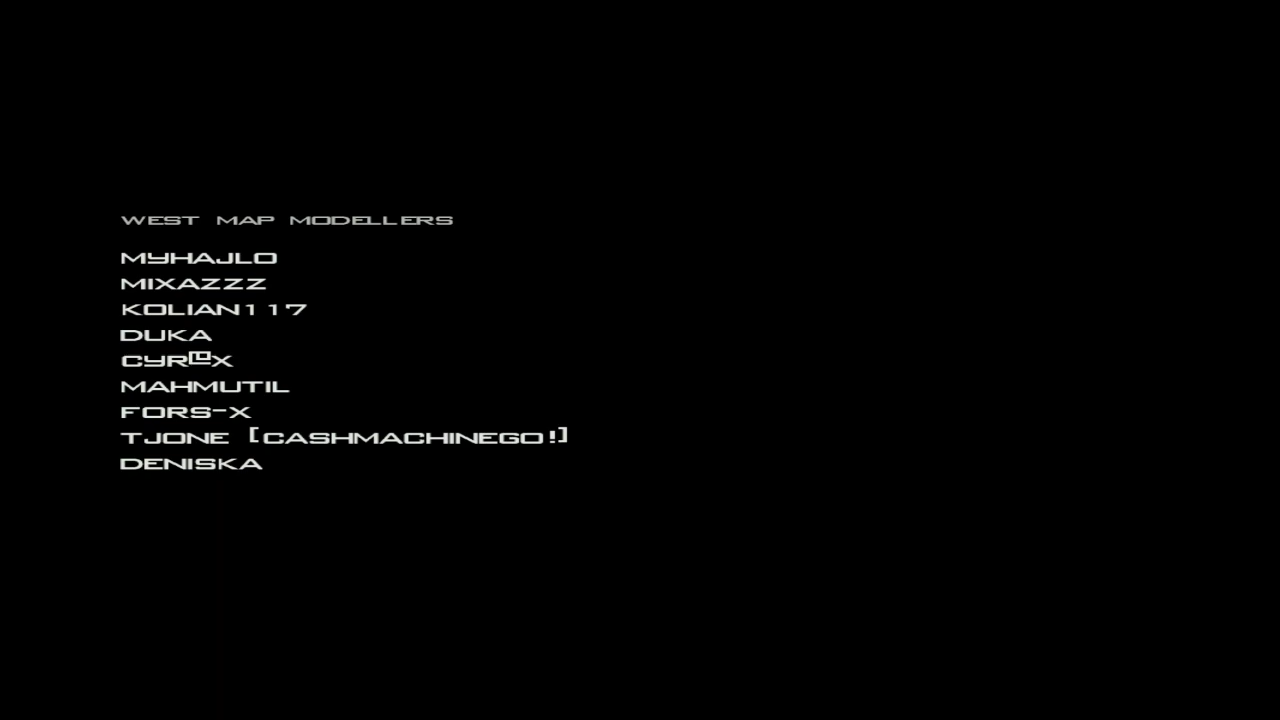 WEST MAP MODELLERS
MYHAJLO
MIXAZZZ
KOLIAN117
DUKA
CYR@X
MAHMUTIL
FORS-X
TJONE [CASHMACHINEGO!]
DENISKA